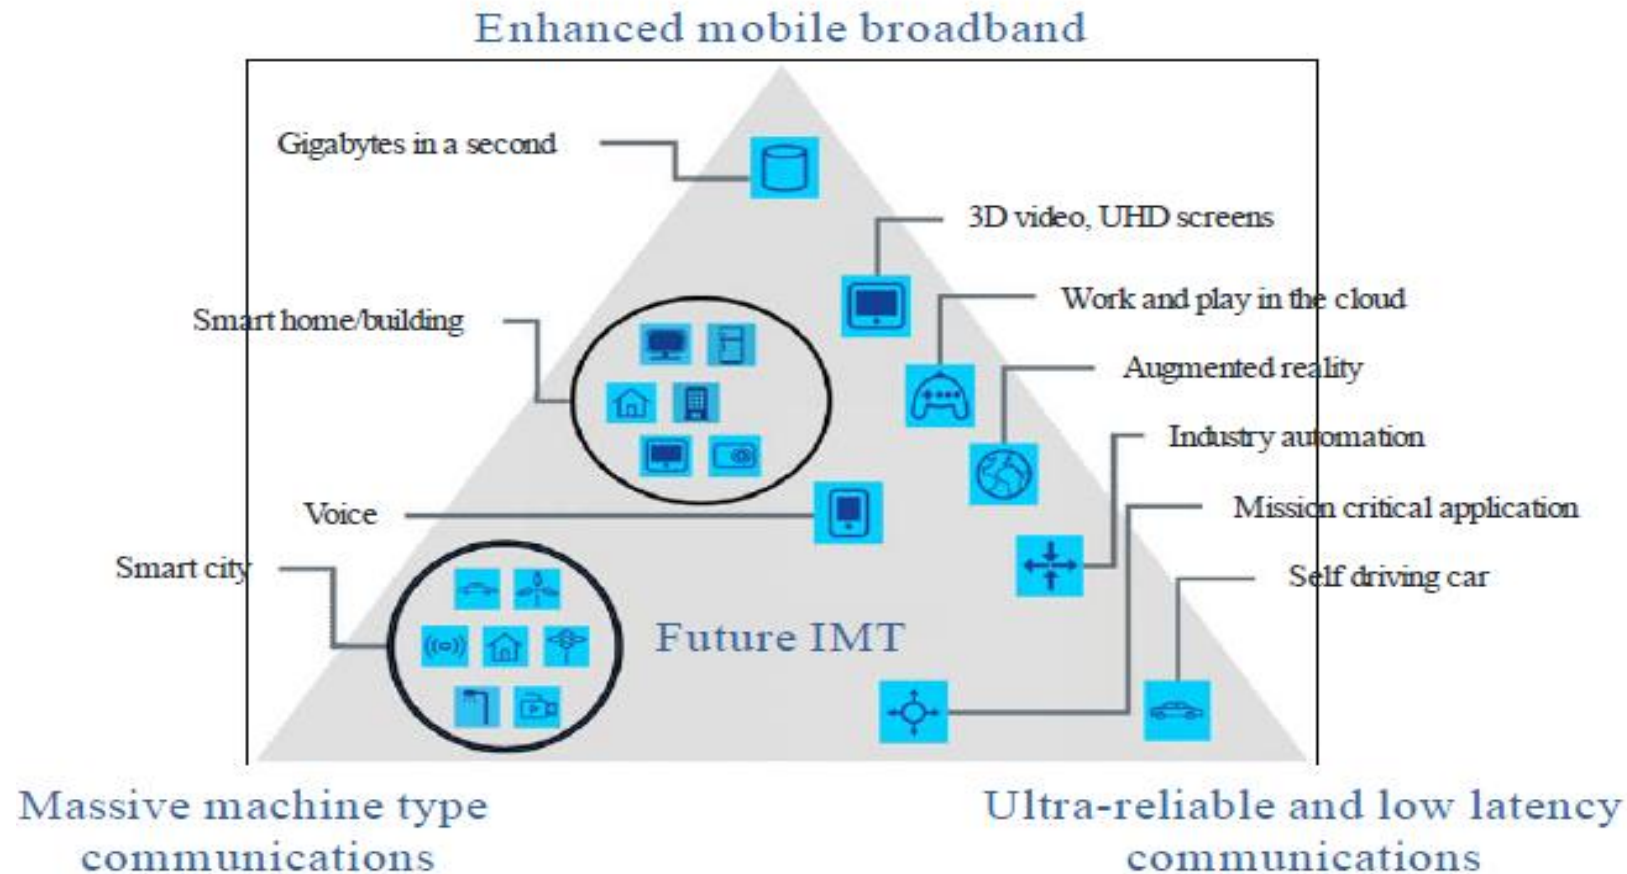 Enhanced mobile broadband
Gigabytes in a second
3D video, UHD screens
Work and play in the cloud
Smart home/building
Augmented reality
Industry automation
Voice
Mission critical application
Smart city
Self driving car
Future IMT
Massive machine type
communications
Ultra-reliable and low latency
communications